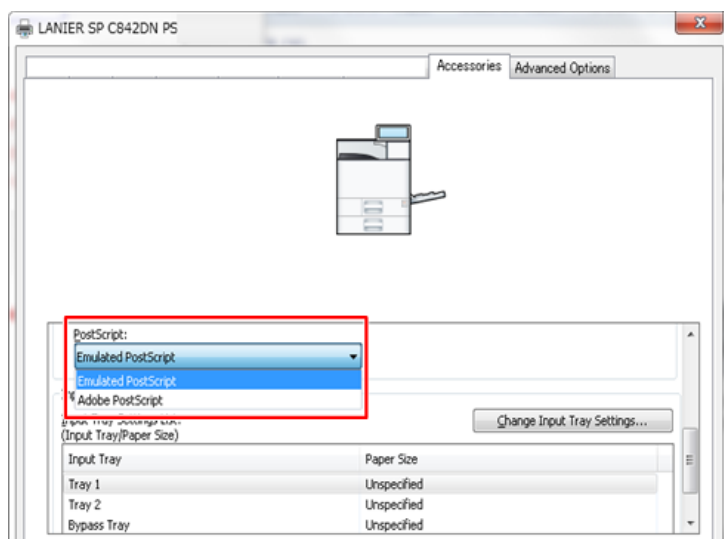 LANIER SP C842DN PS
Accessories Advanced Options
PostScript:
Emulated PostScript
Emulated PostScript
Adobe PostScript
Change Input Tray Settings...
(Input Tray/Paper Size)
Input Tray Paper Size
Tray 1 Unspecified
Tray 2 Unspecified
Bypass Tray Unspecified